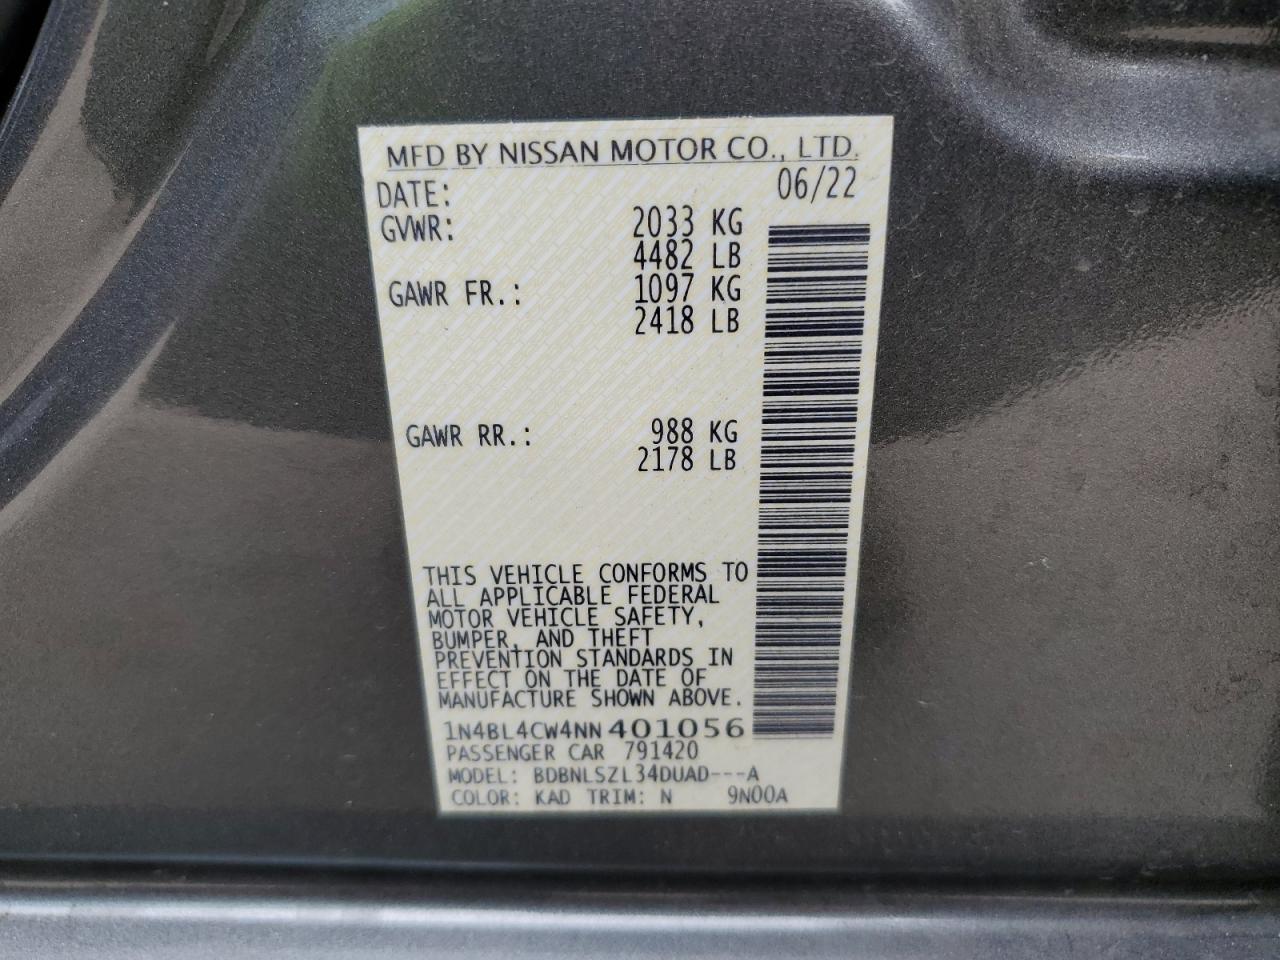 MFD BY NISSAN MOTOR CO., LTD.
DATE: 06/22
GVWR: 2033 KG
4482 LB
GAWR FR.: 1097 KG
2418 LB
GAWR RR.: 988 KG
2178 LB
THIS VEHICLE CONFORMS TO
ALL APPLICABLE FEDERAL
MOTOR VEHICLE SAFETY,
BUMPER, AND THEFT
PREVENTION STANDARDS IN
EFFECT ON THE DATE OF
MANUFACTURE SHOWN ABOVE.
1N4BL4CW4NN401056
PASSENGER CAR 791420
MODEL: BDBNLSZL34DUAD---A
COLOR: KAD TRIM: N 9N00A